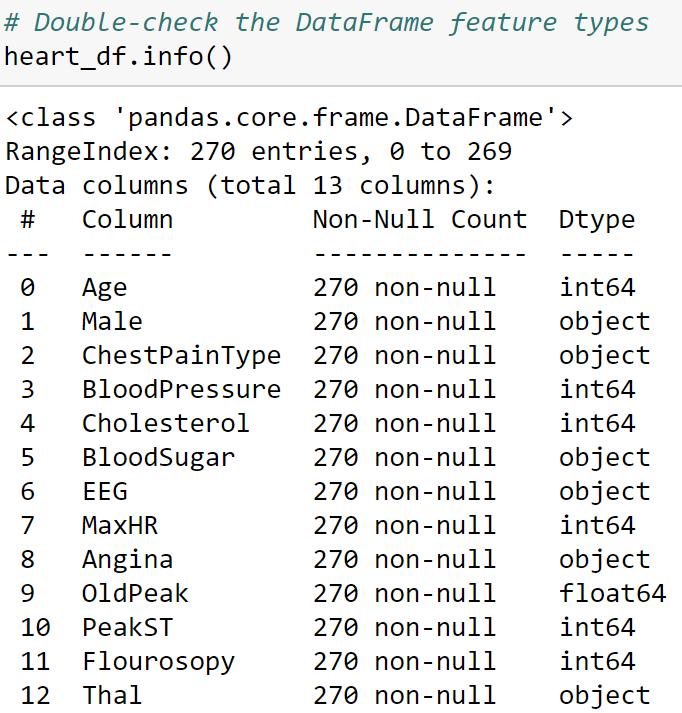 # Double-check the DataFrame feature types
heart_df.info()
<class 'pandas.core.frame.DataFrame'>
RangeIndex: 270 entries, 0 to 269
Data columns (total 13 columns):
 #   Column         Non-Null Count  Dtype
---  ------         --------------  -----
 0   Age            270 non-null    int64
 1   Male           270 non-null    object
 2   ChestPainType  270 non-null    object
 3   BloodPressure  270 non-null    int64
 4   Cholesterol    270 non-null    int64
 5   BloodSugar     270 non-null    object
 6   EEG            270 non-null    object
 7   MaxHR          270 non-null    int64
 8   Angina         270 non-null    object
 9   OldPeak        270 non-null    float64
 10  PeakST         270 non-null    int64
 11  Flourosopy     270 non-null    int64
 12  Thal           270 non-null    object